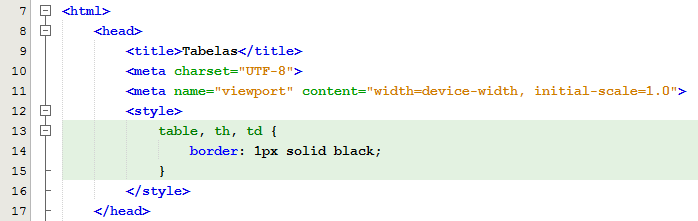 7 <html>
8 <head>
9 <title>Tabelas</title>
10 <meta charset="UTF-8">
11 <meta name="viewport" content="width=device-width, initial-scale=1.0">
12 <style>
13 table, th, td {
14 border: 1px solid black;
15 }
16 </style>
17 </head>